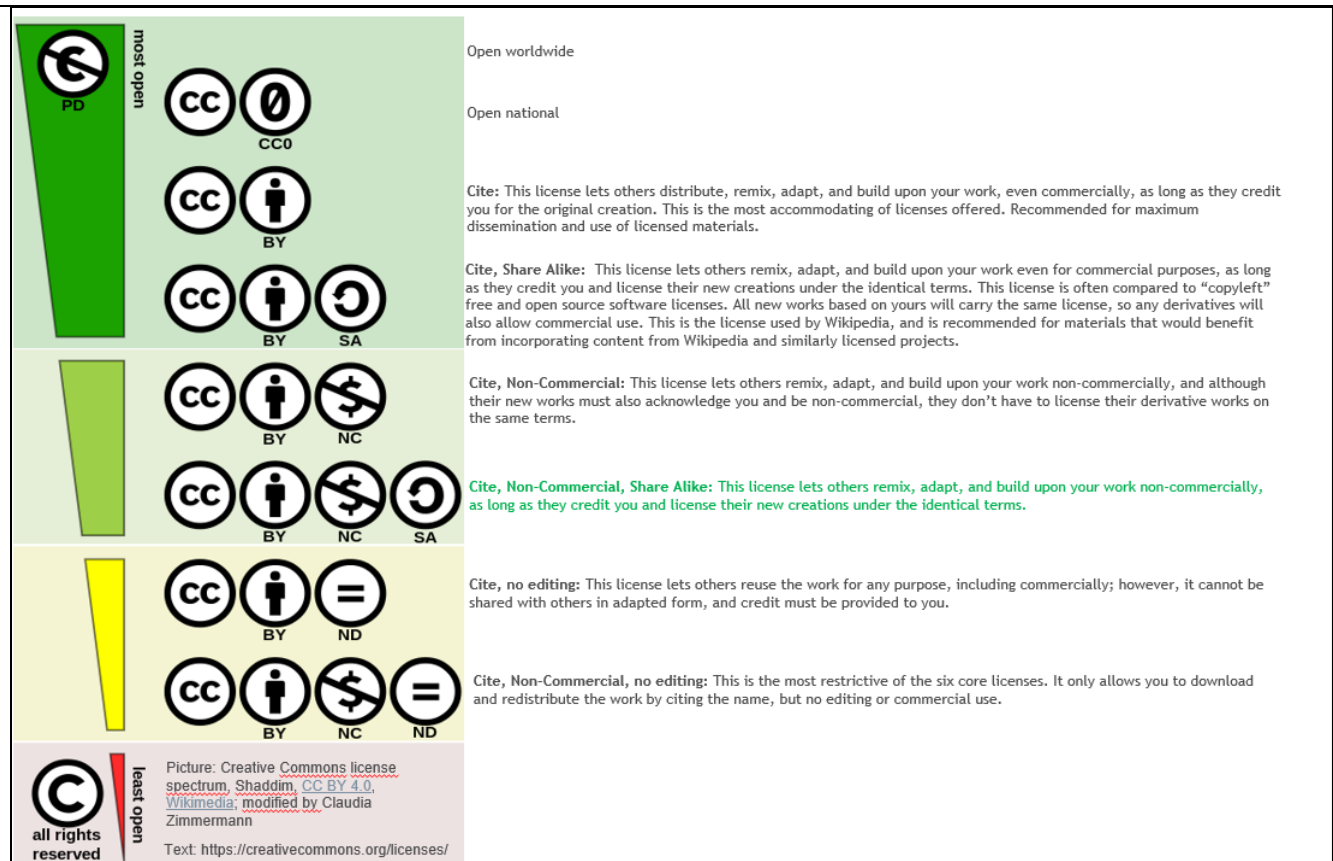 PD
most open
Open worldwide
cc 0
CC0
Open national
cc
BY
Cite: This license lets others distribute, remix, adapt, and build upon your work, even commercially, as long as they credit
you for the original creation. This is the most accommodating of licenses offered. Recommended for maximum
dissemination and use of licensed materials.
cc
BY SA
Cite, Share Alike: This license lets others remix, adapt, and build upon your work even for commercial purposes, as long
as they credit you and license their new creations under the identical terms. This license is often compared to “copyleft”
free and open source software licenses. All new works based on yours will carry the same license, so any derivatives will
also allow commercial use. This is the license used by Wikipedia, and is recommended for materials that would benefit
from incorporating content from Wikipedia and similarly licensed projects.
cc $
BY NC
Cite, Non-Commercial: This license lets others remix, adapt, and build upon your work non-commercially, and although
their new works must also acknowledge you and be non-commercial, they don’t have to license their derivative works on
the same terms.
cc $
BY NC SA
Cite, Non-Commercial, Share Alike: This license lets others remix, adapt, and build upon your work non-commercially,
as long as they credit you and license their new creations under the identical terms.
cc =
BY ND
Cite, no editing: This license lets others reuse the work for any purpose, including commercially; however, it cannot be
shared with others in adapted form, and credit must be provided to you.
cc $ =
BY NC ND
Cite, Non-Commercial, no editing: This is the most restrictive of the six core licenses. It only allows you to download
and redistribute the work by citing the name, but no editing or commercial use.
C
all rights
reserved
least open
Picture: Creative Commons license
spectrum, Shaddim, CC BY 4.0,
Wikimedia; modified by Claudia
Zimmermann
Text: https://creativecommons.org/licenses/